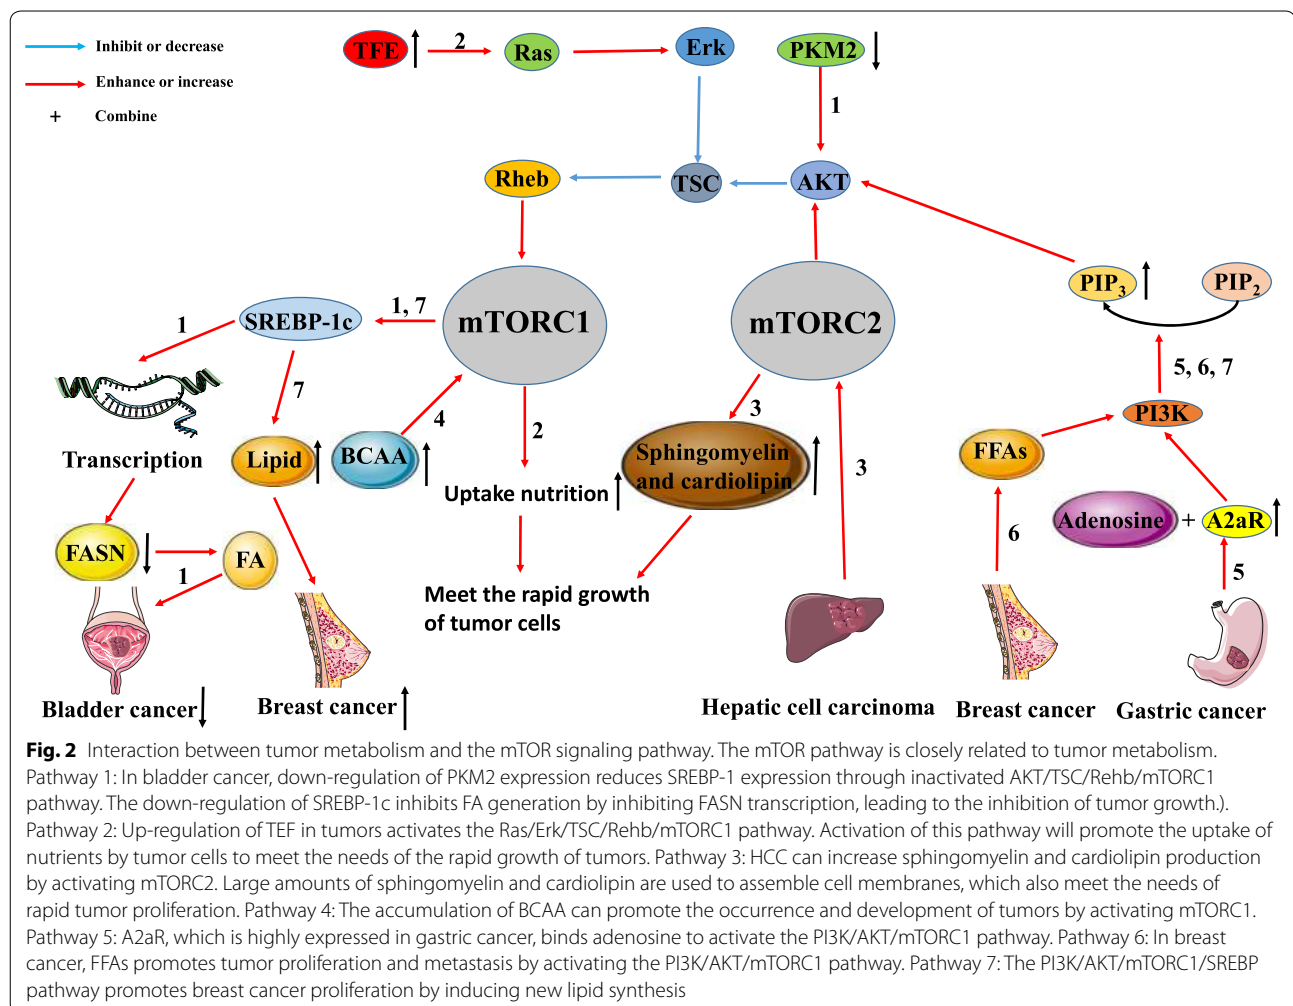 Inhibit or decrease
Enhance or increase
+ Combine
TFE 2 Ras Erk PKM2
1
Rheb TSC AKT
PIP3 PIP2
SREBP-1c 1, 7 mTORC1 mTORC2
1
7 4 2 3 3 5, 6, 7
PI3K
Transcription Lipid BCAA Sphingomyelin
and cardiolipin FFAs
Uptake nutrition
Adenosine + A2aR
FASN FA 6
1 5
Meet the rapid growth
of tumor cells
Bladder cancer Breast cancer Hepatic cell carcinoma Breast cancer Gastric cancer
Fig. 2 Interaction between tumor metabolism and the mTOR signaling pathway. The mTOR pathway is closely related to tumor metabolism.
Pathway 1: In bladder cancer, down-regulation of PKM2 expression reduces SREBP-1 expression through inactivated AKT/TSC/Rehb/mTORC1
pathway. The down-regulation of SREBP-1c inhibits FA generation by inhibiting FASN transcription, leading to the inhibition of tumor growth.).
Pathway 2: Up-regulation of TEF in tumors activates the Ras/Erk/TSC/Rehb/mTORC1 pathway. Activation of this pathway will promote the uptake of
nutrients by tumor cells to meet the needs of the rapid growth of tumors. Pathway 3: HCC can increase sphingomyelin and cardiolipin production
by activating mTORC2. Large amounts of sphingomyelin and cardiolipin are used to assemble cell membranes, which also meet the needs of
rapid tumor proliferation. Pathway 4: The accumulation of BCAA can promote the occurrence and development of tumors by activating mTORC1.
Pathway 5: A2aR, which is highly expressed in gastric cancer, binds adenosine to activate the PI3K/AKT/mTORC1 pathway. Pathway 6: In breast
cancer, FFAs promotes tumor proliferation and metastasis by activating the PI3K/AKT/mTORC1 pathway. Pathway 7: The PI3K/AKT/mTORC1/SREBP
pathway promotes breast cancer proliferation by inducing new lipid synthesis